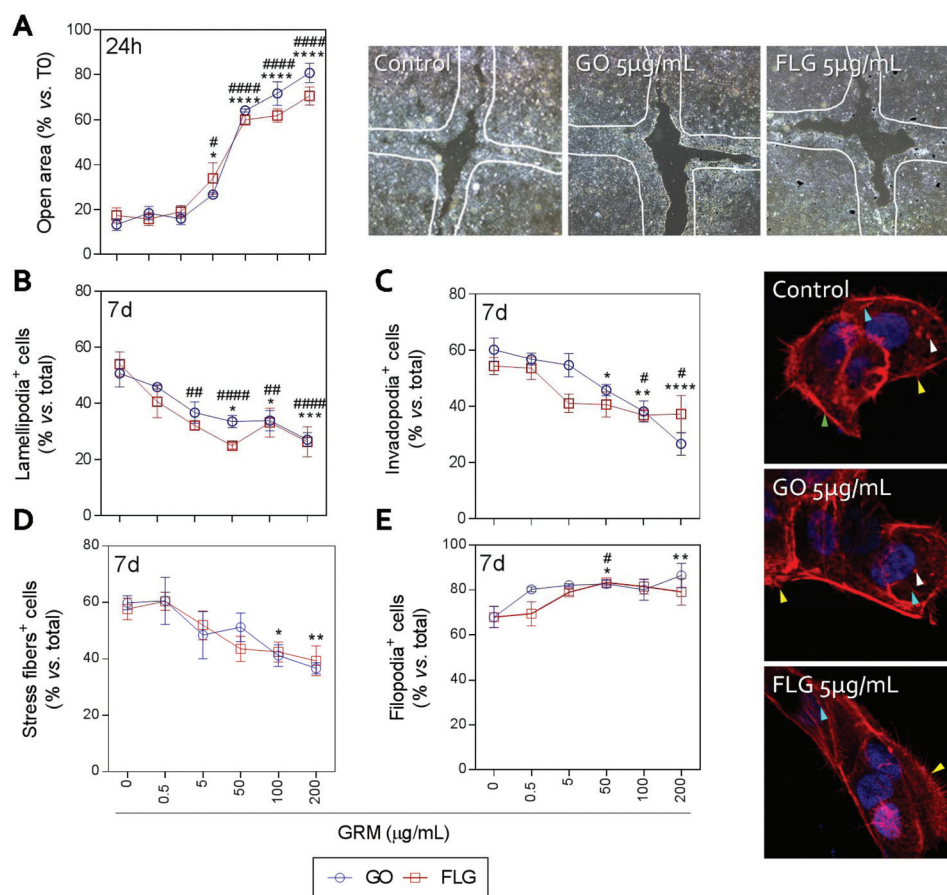 A
24h
Open area (% vs. T0)
100
80
60
40
20
0
#
*
####
****
####
****
####
****
Control
GO 5µg/mL
FLG 5µg/mL
B
7d
Lamellipodia+ cells
(% vs. total)
80
60
40
20
0
##
####
*
##
*
####
***
C
7d
Invadopodia+ cells
(% vs. total)
80
60
40
20
0
*
#
**
#
****
Control
GO 5µg/mL
FLG 5µg/mL
D
7d
Stress fibers+ cells
(% vs. total)
80
60
40
20
0
*
**
0
0.5
5
50
100
200
E
7d
Filopodia+ cells
(% vs. total)
100
80
60
40
20
0
#
*
**
0
0.5
5
50
100
200
GRM (µg/mL)
GO FLG